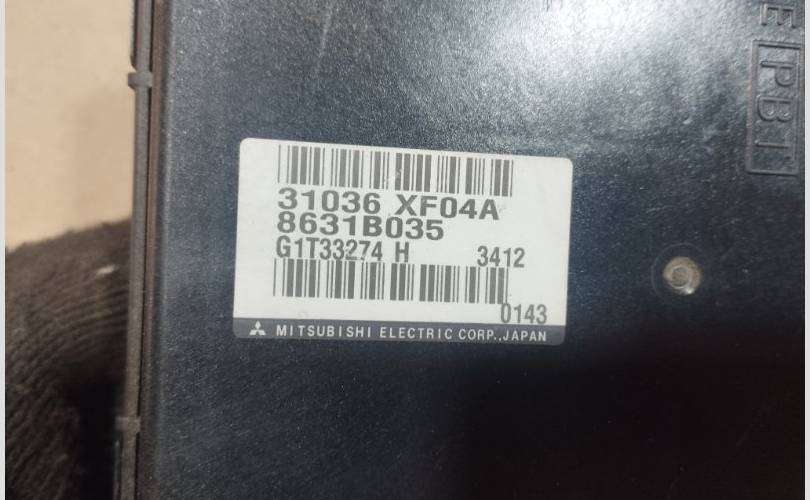 E PBT
31036 XF04A
8631B035
G1T33274 H 3412
0143
MITSUBISHI ELECTRIC CORP.,JAPAN